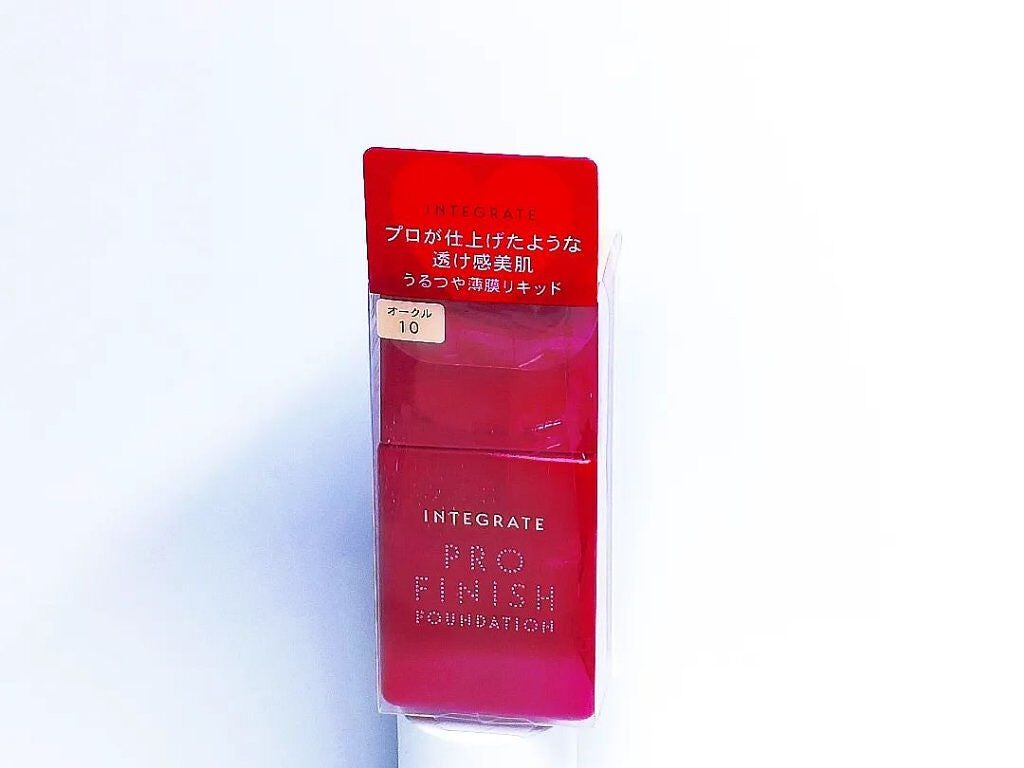 INTEGRATE
プロが仕上げたような
透け感美肌
うるつや薄膜リキッド
オークル
10
INTEGRATE
PRO
FINISH
FOUNDATION